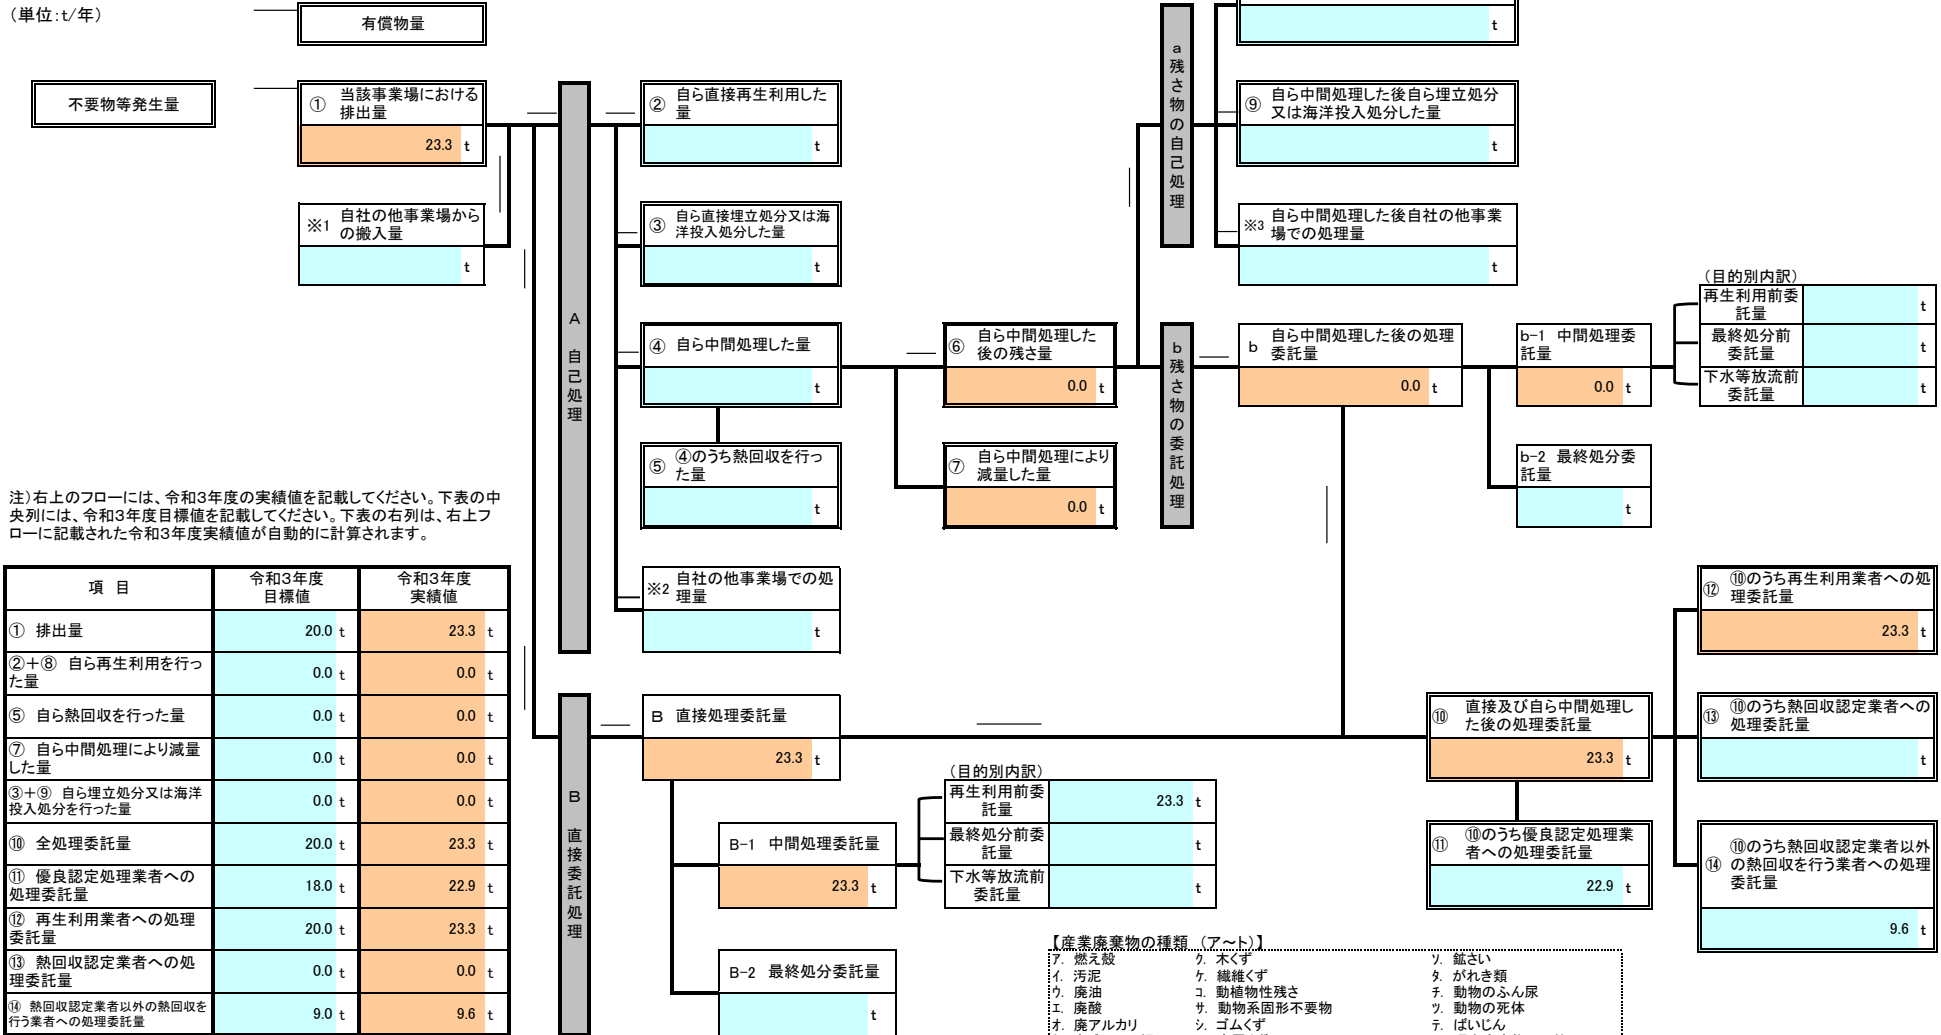 （単位：t/年）
有償物量
t
不要物等発生量
① 当該事業場における
排出量
23.3 t
② 自ら直接再生利用した
量
t
a 残さ物の自己処理
⑨ 自ら中間処理した後自ら埋立処分
又は海洋投入処分した量
t
※1 自社の他事業場から
の搬入量
t
③ 自ら直接埋立処分又は海
洋投入処分した量
t
※3 自ら中間処理した後自社の他事業
場での処理量
t
A 自己処理
④ 自ら中間処理した量
t
⑥ 自ら中間処理した
後の残さ量
0.0 t
b 残さ物の委託処理
b 自ら中間処理した後の処理
委託量
0.0 t
b-1 中間処理委
託量
0.0 t
（目的別内訳）
再生利用前委
託量
t
最終処分前
委託量
t
下水等放流前
委託量
t
⑤ ④のうち熱回収を行っ
た量
t
⑦ 自ら中間処理により
減量した量
0.0 t
b-2 最終処分委
託量
t
注）右上のフローには、令和3年度の実績値を記載してください。下表の中
央列には、令和3年度目標値を記載してください。下表の右列は、右上フ
ローに記載された令和3年度実績値が自動的に計算されます。
※2 自社の他事業場での処
理量
t
項 目 令和3年度
目標値 令和3年度
実績値
① 排出量 20.0 t 23.3 t
②＋⑧ 自ら再生利用を行っ
た量 0.0 t 0.0 t
⑤ 自ら熱回収を行った量 0.0 t 0.0 t
⑦ 自ら中間処理により減量
した量 0.0 t 0.0 t
③＋⑨ 自ら埋立処分又は海洋
投入処分を行った量 0.0 t 0.0 t
⑩ 全処理委託量 20.0 t 23.3 t
⑪ 優良認定処理業者への
処理委託量 18.0 t 22.9 t
⑫ 再生利用業者への処理
委託量 20.0 t 23.3 t
⑬ 熱回収認定業者への処
理委託量 0.0 t 0.0 t
⑭ 熱回収認定業者以外の熱回収を
行う業者への処理委託量 9.0 t 9.6 t
B 直接委託処理
B 直接処理委託量
23.3 t
B-1 中間処理委託量
23.3 t
（目的別内訳）
再生利用前委
託量
23.3 t
最終処分前委
託量
t
下水等放流前
委託量
t
B-2 最終処分委託量
t
⑩ 直接及び自ら中間処理し
た後の処理委託量
23.3 t
⑪ ⑩のうち優良認定処理業
者への処理委託量
22.9 t
⑫ ⑩のうち再生利用業者への処
理委託量
23.3 t
⑬ ⑩のうち熱回収認定業者への
処理委託量
t
⑭ ⑩のうち熱回収認定業者以外
の熱回収を行う業者への処理
委託量
9.6 t
【産業廃棄物の種類 （ア～ト）】
ア. 燃え殻 ク. 木くず ソ. 鉱さい
イ. 汚泥 ケ. 繊維くず タ. がれき類
ウ. 廃油 コ. 動植物性残さ チ. 動物のふん尿
エ. 廃酸 サ. 動物系固形不要物 ツ. 動物の死体
オ. 廃アルカリ シ. ゴムくず テ. ばいじん